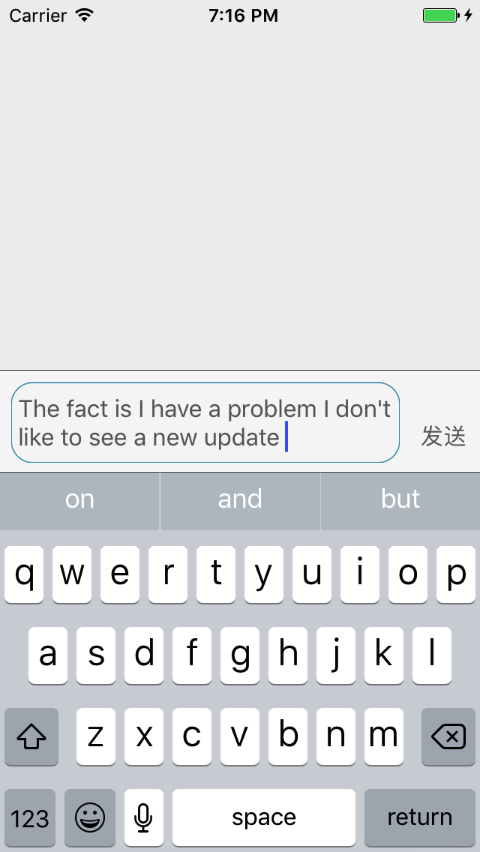 Carrier 7:16 PM
The fact is I have a problem I don't
like to see a new update
发送
on and but
q w e r t y u i o p
a s d f g h j k l
z x c v b n m
123 space return